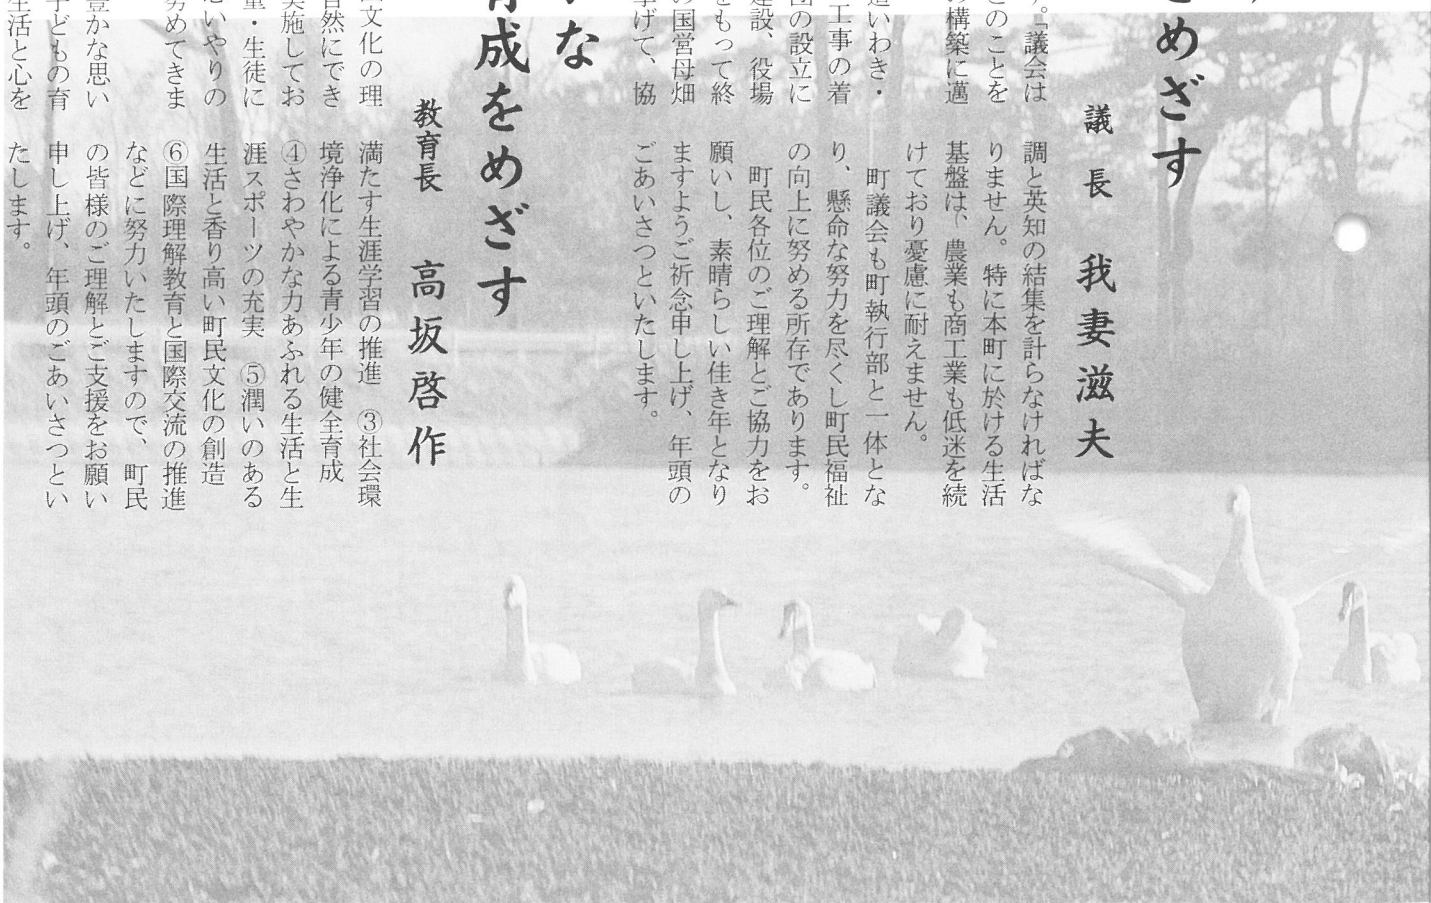 めざす
議長　我妻滋夫
。「議会は
このことを
の構築に邁
道いわき・
工事の着
の設立に
建設、役場
をもって終
の国営母畑
挙げて、協
調と英知の結集を計らなければな
りません。特に本町に於ける生活
基盤は、農業も商工業も低迷を続
けており憂慮に耐えません。
町議会も町執行部と一体とな
り、懸命な努力を尽くし町民福祉
の向上に努める所存であります。
町民各位のご理解とご協力をお
願いし、素晴らしい佳き年となり
ますようご祈念申し上げ、年頭の
ごあいさつといたします。
な
育成をめざす
教育長　高坂啓作
文化の理
自然にでき
実施してお
童・生徒に
思いやりの
努めてきま
豊かな思い
子どもの育
生活と心を
満たす生涯学習の推進　③社会環
境浄化による青少年の健全育成
④さわやかな力あふれる生活と生
涯スポーツの充実　⑤潤いのある
生活と香り高い町民文化の創造
⑥国際理解教育と国際交流の推進
などに努力いたしますので、町民
の皆様のご理解とご支援をお願い
申し上げ、年頭のごあいさつとい
たします。